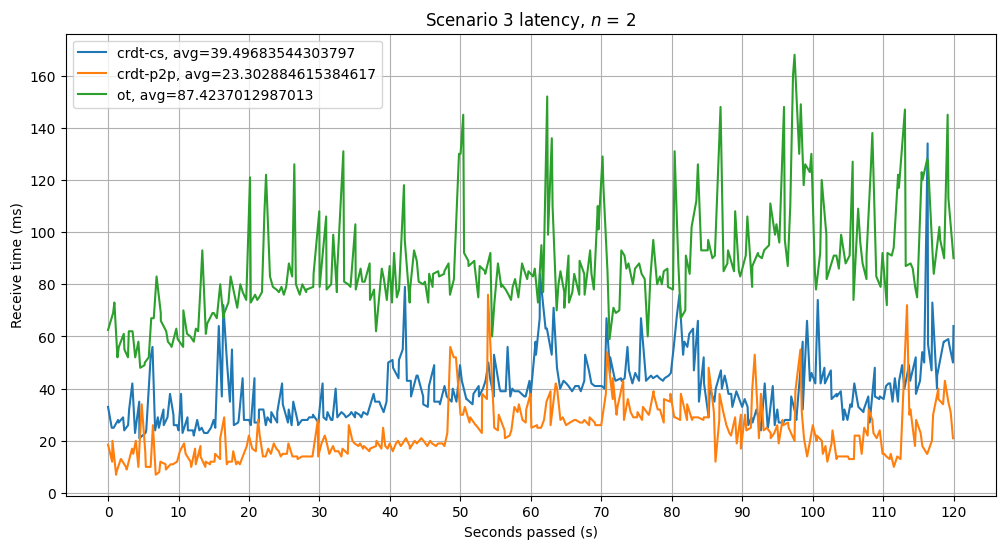 Scenario 3 latency, n = 2
crdt-cs, avg=39.49683544303797
crdt-p2p, avg=23.302884615384617
ot, avg=87.4237012987013
Receive time (ms)
160
140
120
100
80
60
40
20
0
0 10 20 30 40 50 60 70 80 90 100 110 120
Seconds passed (s)